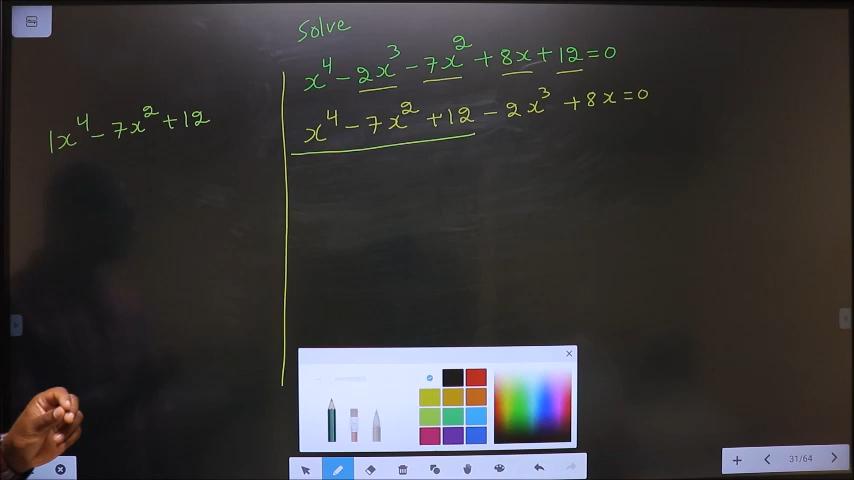 Solve
x⁴ - 2x³ - 7x² + 8x + 12 = 0
x⁴ - 7x² + 12 - 2x³ + 8x = 0
1x⁴ - 7x² + 12
31/64